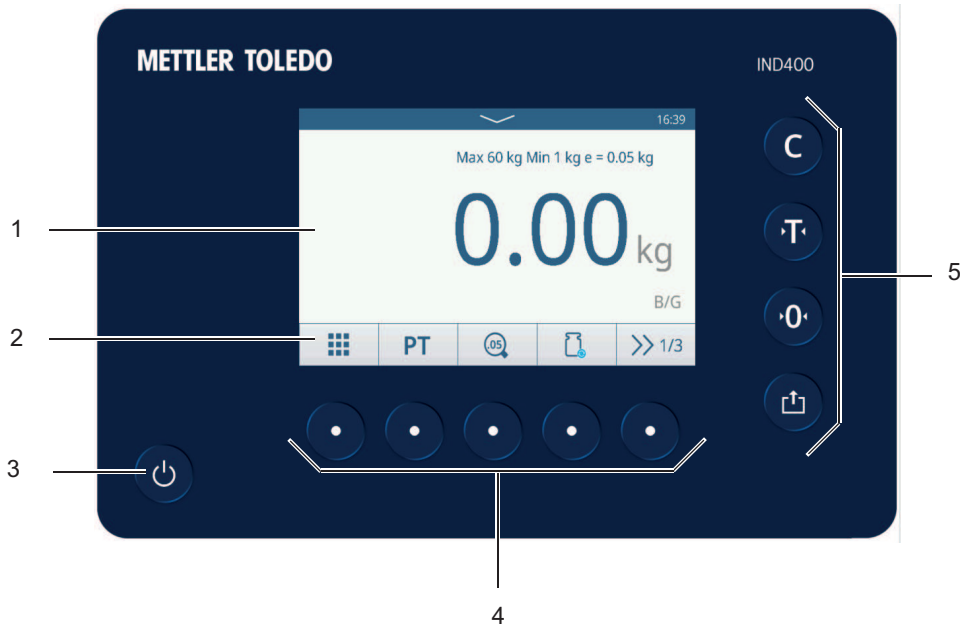 METTLER TOLEDO
IND400
16:39
Max 60 kg Min 1 kg e = 0.05 kg
0.00 kg
B/G
PT
.05
1/3
C
T
0
1
2
3
4
5